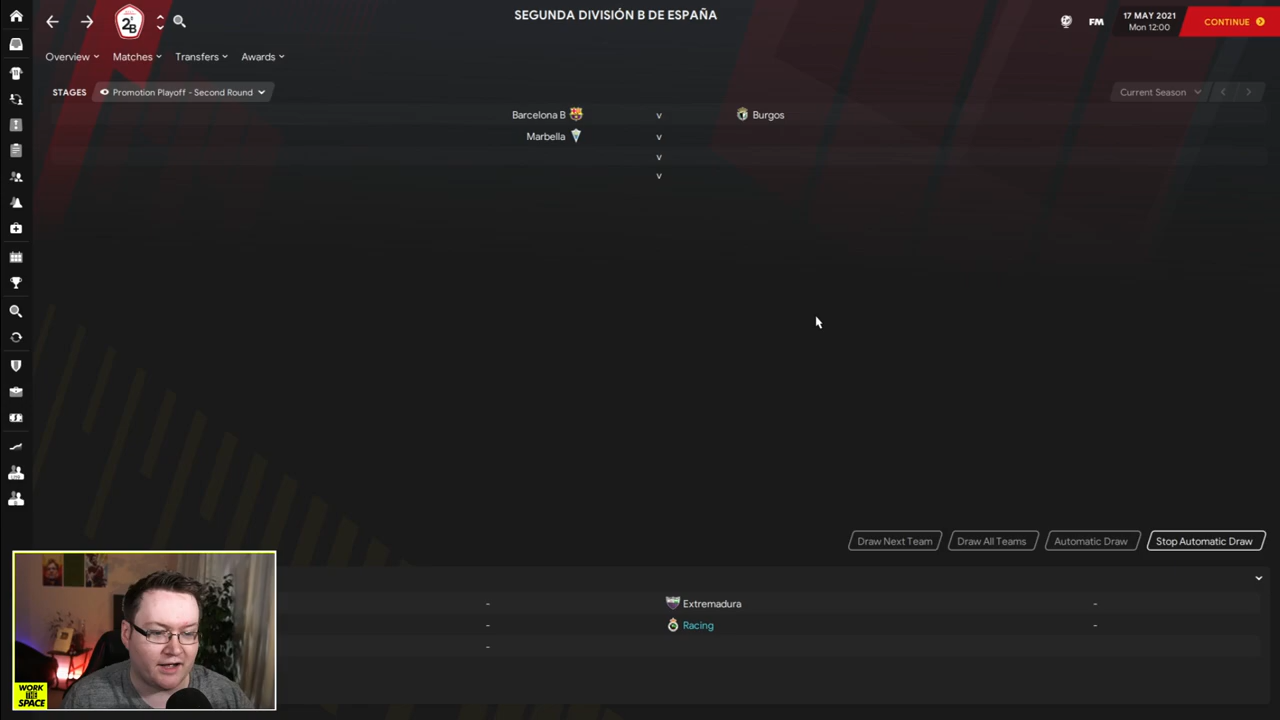 SEGUNDA DIVISIÓN B DE ESPAÑA
2ªB
FM
17 MAY 2021
Mon 12:00
CONTINUE
Overview
Matches
Transfers
Awards
STAGES
Promotion Playoff - Second Round
Current Season
Barcelona B v Burgos
Marbella v
v
v
Draw Next Team
Draw All Teams
Automatic Draw
Stop Automatic Draw
- Extremadura -
- Racing -
-
WORK
THE
SPACE